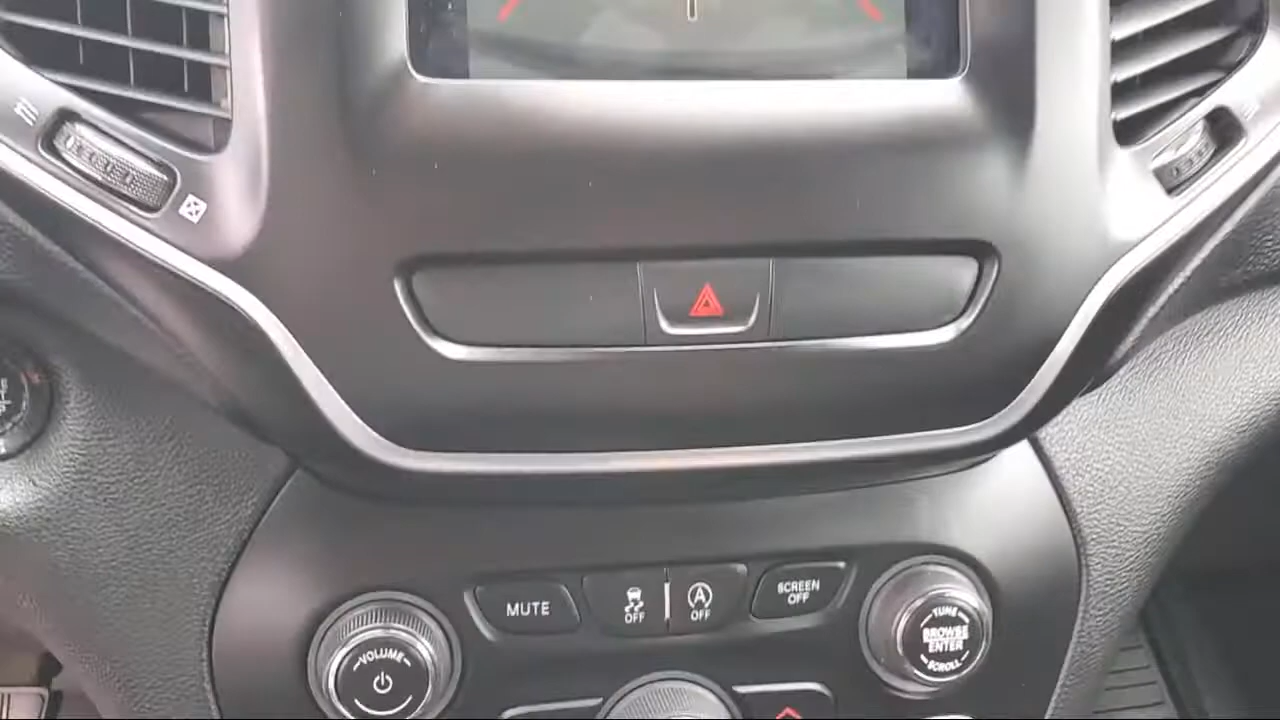 MUTE
OFF
A
OFF
SCREEN
OFF
VOLUME
TUNE
BROWSE
ENTER
SCROLL